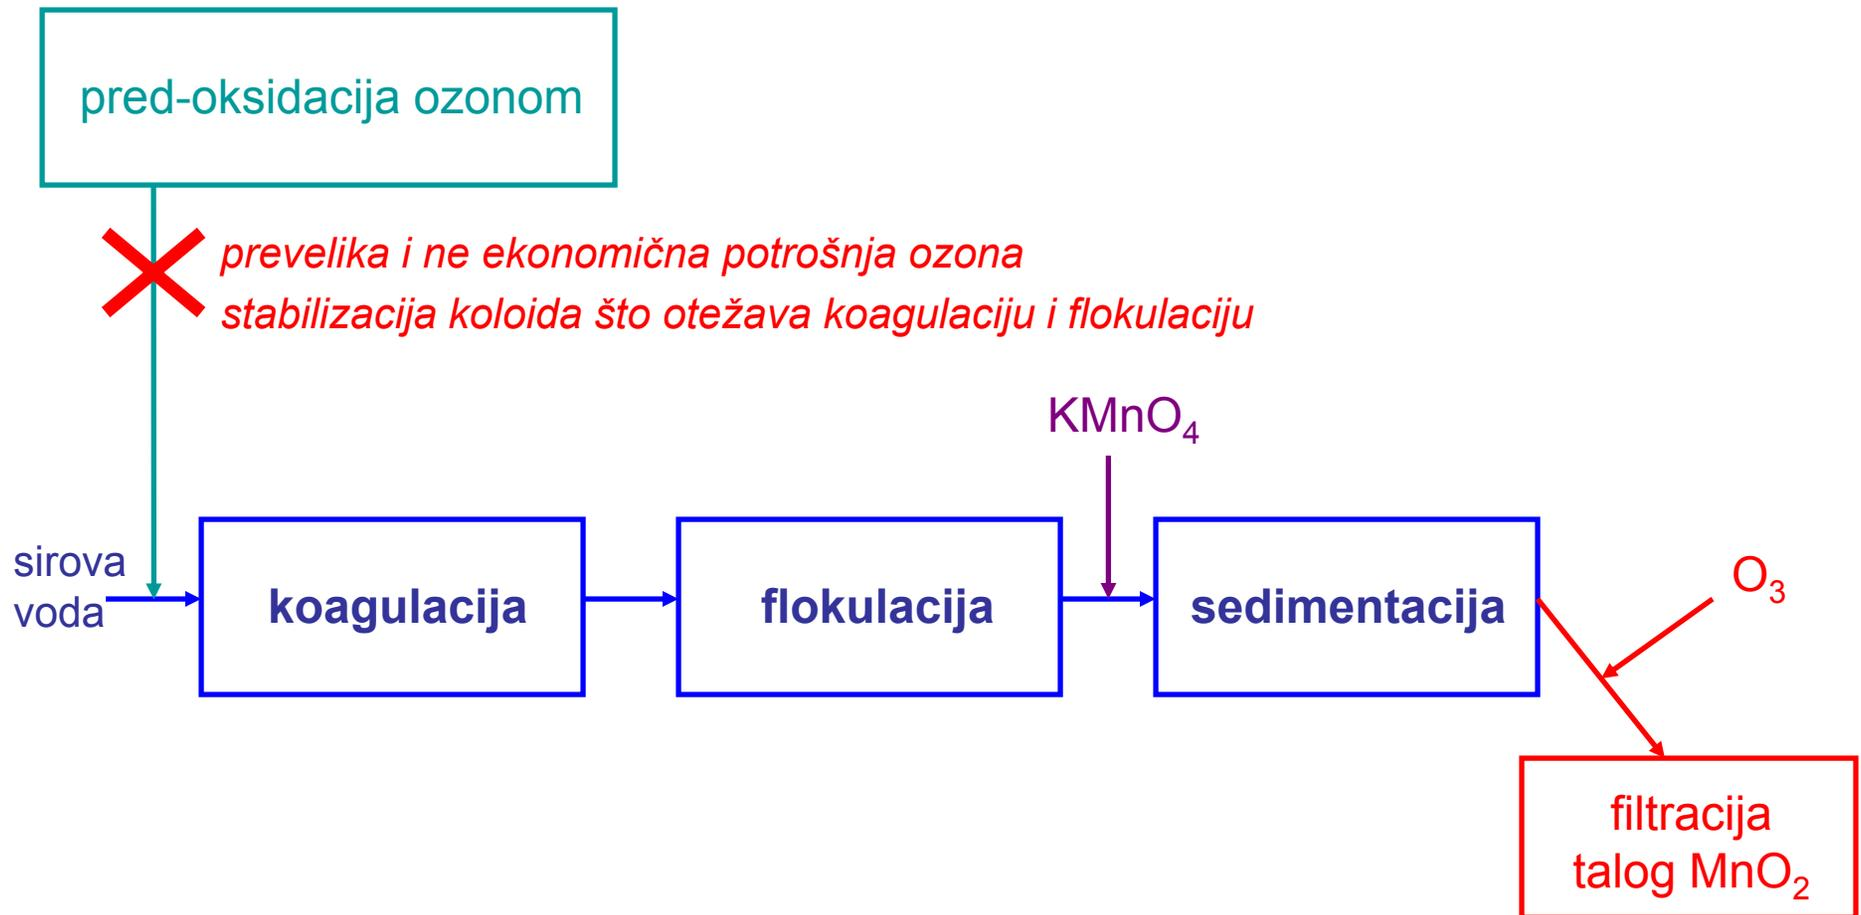 pred-oksidacija ozonom
prevelika i ne ekonomična potrošnja ozona
stabilizacija koloida što otežava koagulaciju i flokulaciju
KMnO₄
sirova
voda
koagulacija
flokulacija
sedimentacija
O₃
filtracija
talog MnO₂